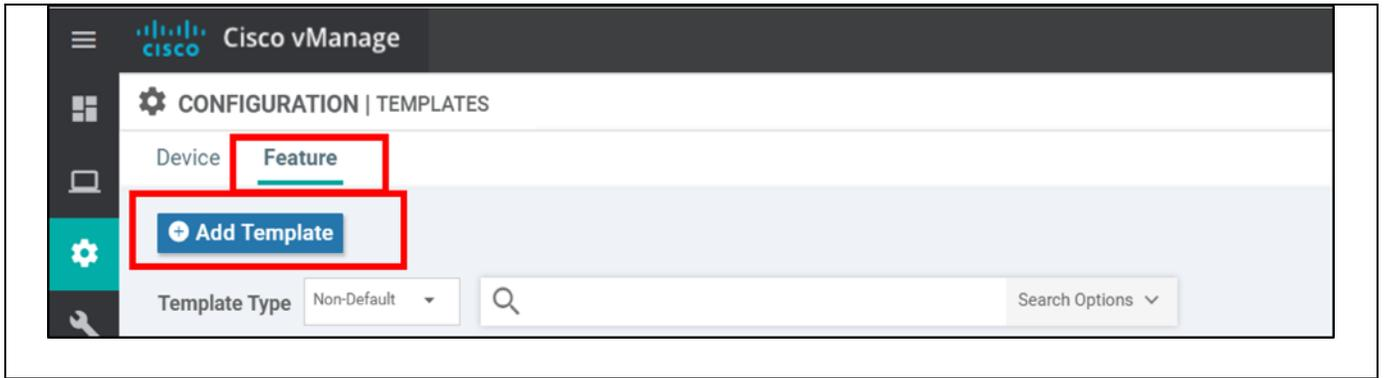 CISCO Cisco vManage
CONFIGURATION | TEMPLATES
Device Feature
Add Template
Template Type Non-Default Search Options